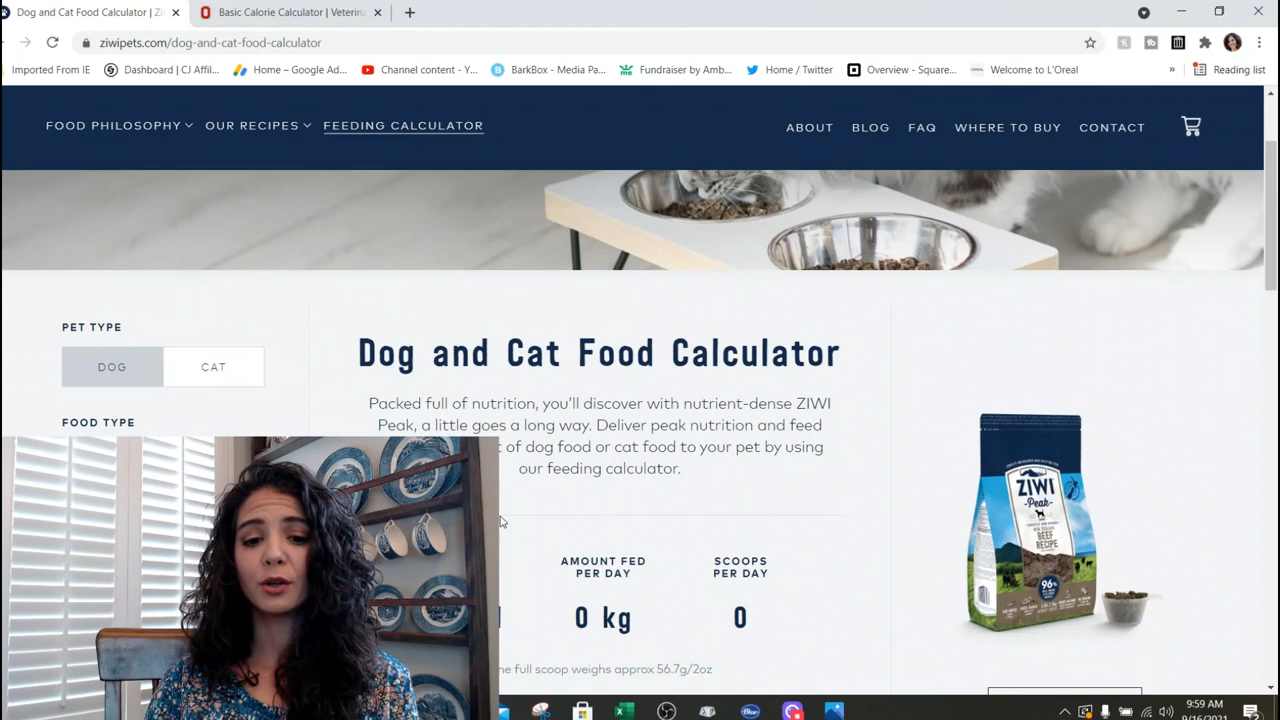 Dog and Cat Food Calculator | Zi
Basic Calorie Calculator | Veterina
ziwipets.com/dog-and-cat-food-calculator
Imported From IE
Dashboard | CJ Affil...
Home – Google Ad...
Channel content - Y...
BarkBox - Media Pa...
Fundraiser by Amb...
Home / Twitter
Overview - Square...
Welcome to L'Oreal
»
Reading list
FOOD PHILOSOPHY
OUR RECIPES
FEEDING CALCULATOR
ABOUT
BLOG
FAQ
WHERE TO BUY
CONTACT
PET TYPE
DOG
CAT
FOOD TYPE
Dog and Cat Food Calculator
Packed full of nutrition, you'll discover with nutrient-dense ZIWI
Peak, a little goes a long way. Deliver peak nutrition and feed
t of dog food or cat food to your pet by using
our feeding calculator.
AMOUNT FED
PER DAY
0 kg
SCOOPS
PER DAY
0
ne full scoop weighs approx 56.7g/2oz
ZIWI
Peak
BEEF
RECIPE
96%
Blue
9:59 AM
9/16/2021